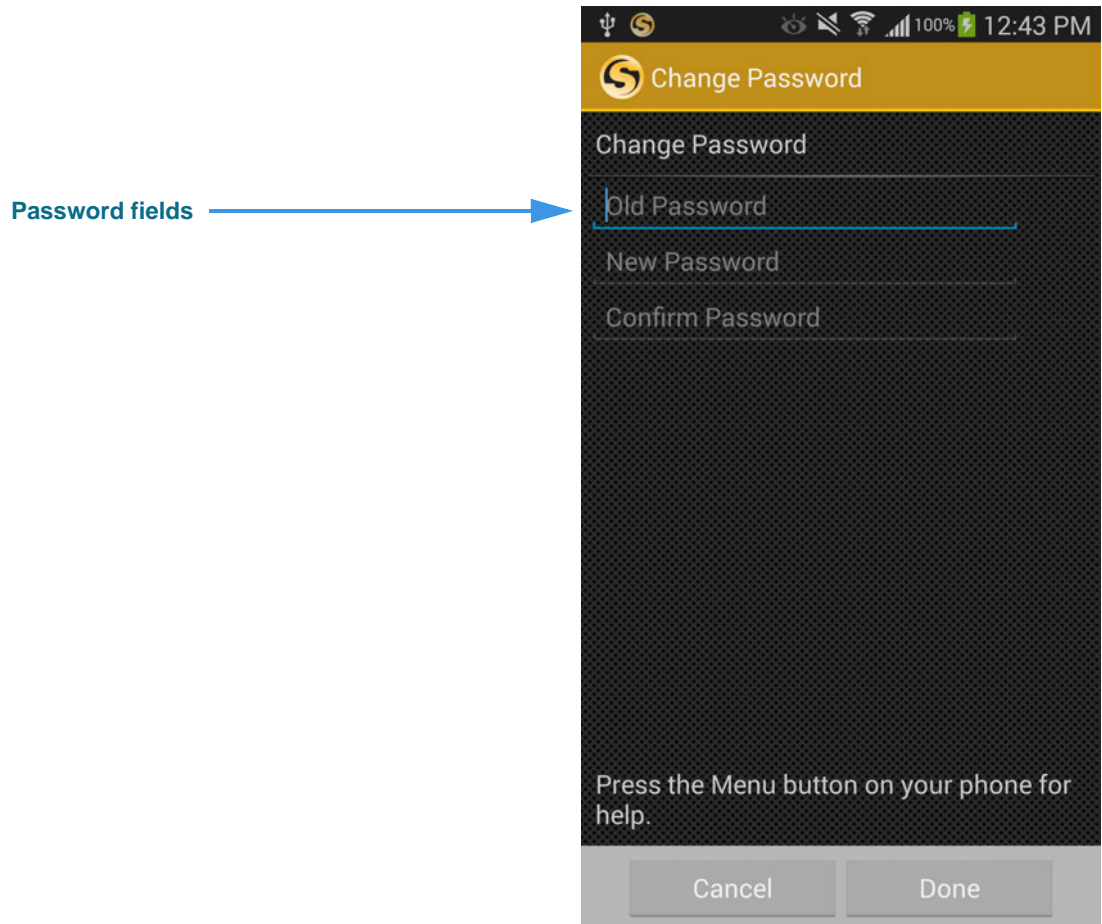 100% 12:43 PM
Change Password
Change Password
Password fields
Old Password
New Password
Confirm Password
Press the Menu button on your phone for
help.
Cancel Done